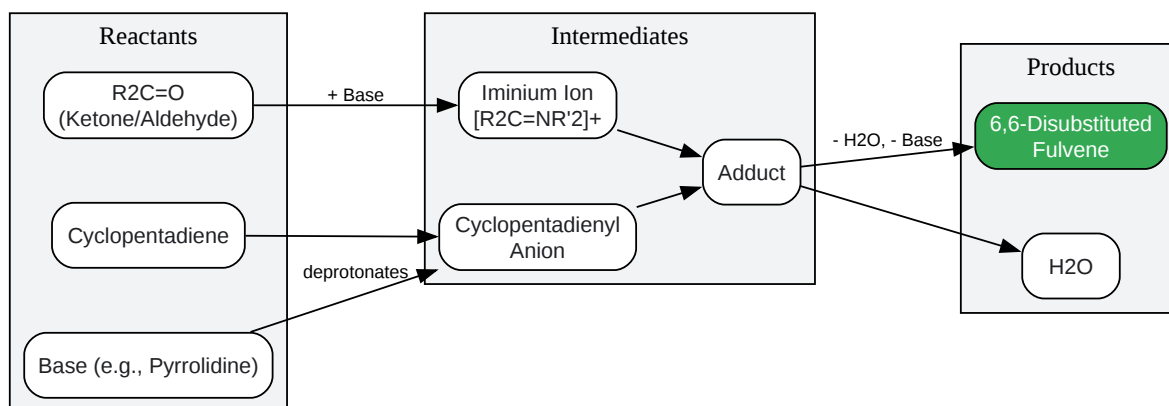 Reactants
R2C=O
(Ketone/Aldehyde)
Cyclopentadiene
Base (e.g., Pyrrolidine)
+ Base
deprotonates
Intermediates
Iminium Ion
[R2C=NR'2]+
Cyclopentadienyl
Anion
Adduct
- H2O, - Base
Products
6,6-Disubstituted
Fulvene
H2O